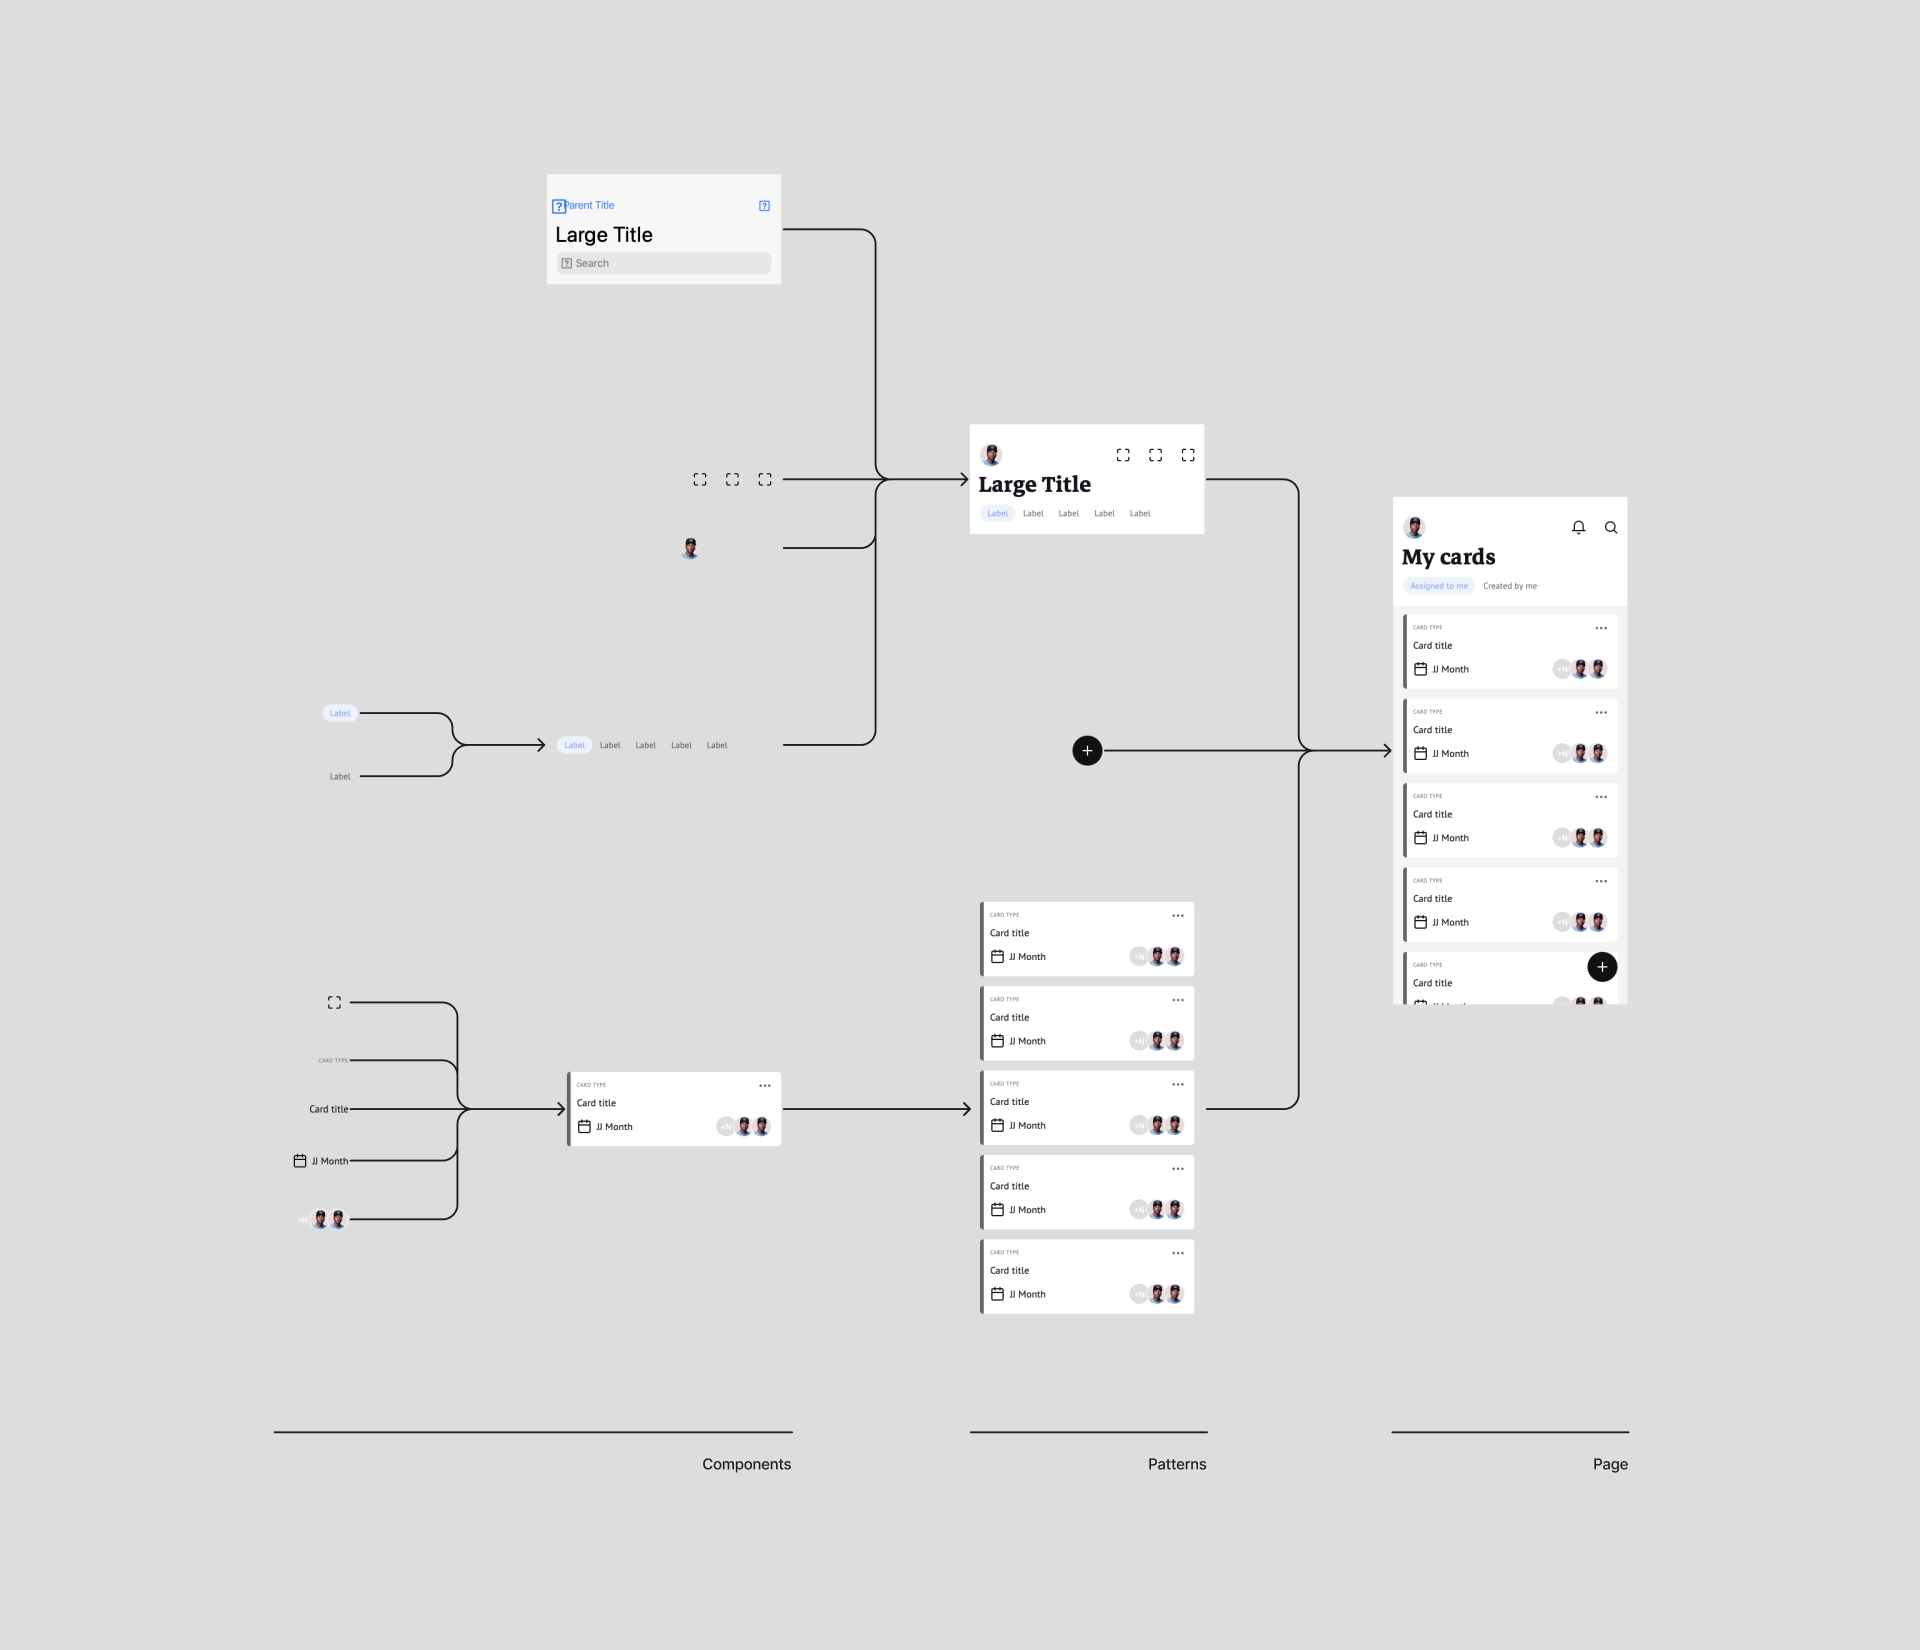 Parent Title
Large Title
Search
Large Title
Label Label Label Label Label
My cards
Assigned to me Created by me
CARD TYPE
Card title
JJ Month +N
CARD TYPE
Card title
JJ Month +N
CARD TYPE
Card title
JJ Month +N
CARD TYPE
Card title
JJ Month +N
CARD TYPE
Card title
JJ Month
Label
Label
Label Label Label Label Label
CARD TYPE
Card title
JJ Month
+N
CARD TYPE
Card title
JJ Month +N
CARD TYPE
Card title
JJ Month +N
CARD TYPE
Card title
JJ Month +N
CARD TYPE
Card title
JJ Month +N
CARD TYPE
Card title
JJ Month +N
CARD TYPE
Card title
JJ Month +N
Components
Patterns
Page